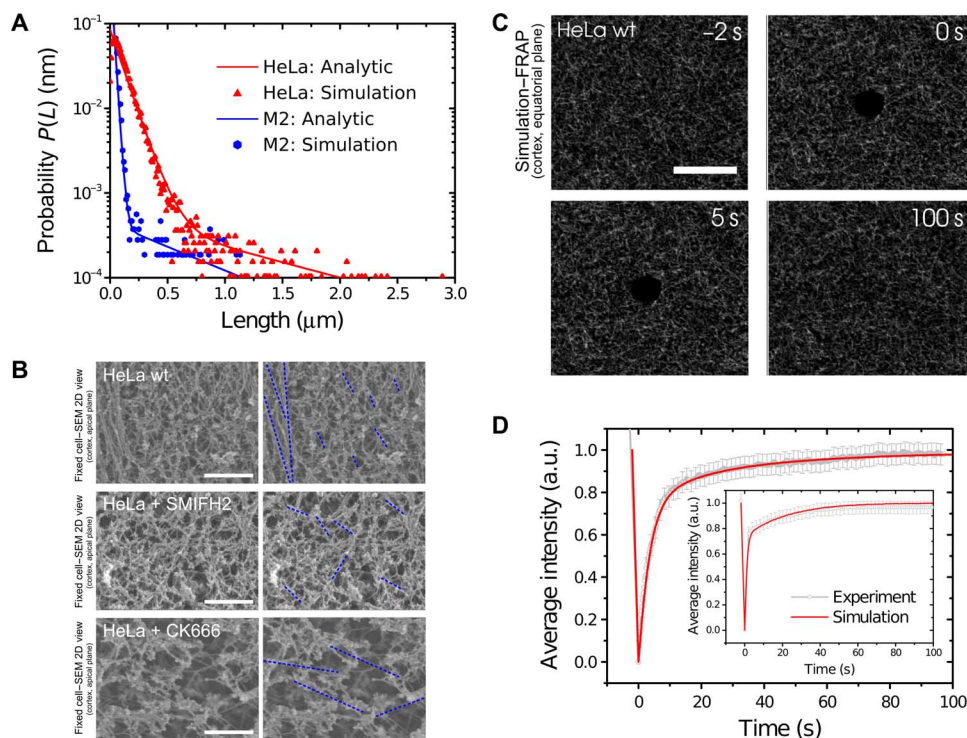 A
Probability P(L) (nm)
10⁻¹
10⁻²
10⁻³
10⁻⁴
HeLa: Analytic
HeLa: Simulation
M2: Analytic
M2: Simulation
0.0 0.5 1.0 1.5 2.0 2.5 3.0
Length (μm)
B
Fixed cell–SEM 2D view
(cortex, apical plane)
HeLa wt
Fixed cell–SEM 2D view
(cortex, apical plane)
HeLa + SMIFH2
Fixed cell–SEM 2D view
(cortex, apical plane)
HeLa + CK666
C
Simulation–FRAP
(cortex, equatorial plane)
HeLa wt –2 s
0 s
5 s
100 s
D
Average intensity (a.u.)
1.0
0.8
0.6
0.4
0.2
0.0
0 20 40 60 80 100
Time (s)
Average intensity (a.u.)
1.0
0.8
0.6
0.4
0.2
0.0
Experiment
Simulation
0 20 40 60 80 100
Time (s)